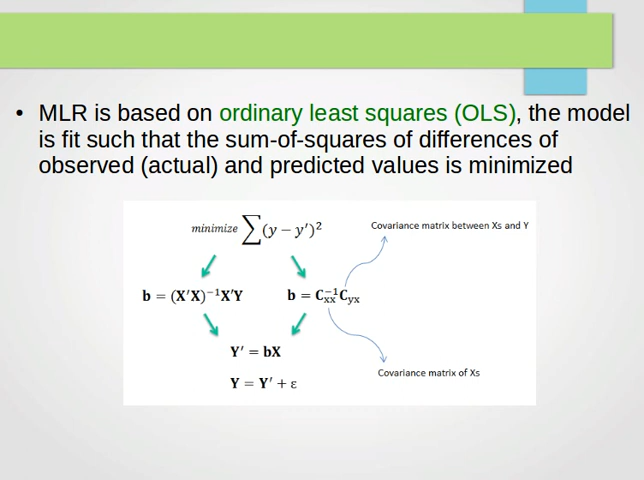 • MLR is based on ordinary least squares (OLS), the model
is fit such that the sum-of-squares of differences of
observed (actual) and predicted values is minimized
minimize ∑(y − y′)²
Covariance matrix between Xs and Y
b = (X′X)⁻¹X′Y
b = Cₓₓ⁻¹Cyx
Y′ = bX
Covariance matrix of Xs
Y = Y′ + ε